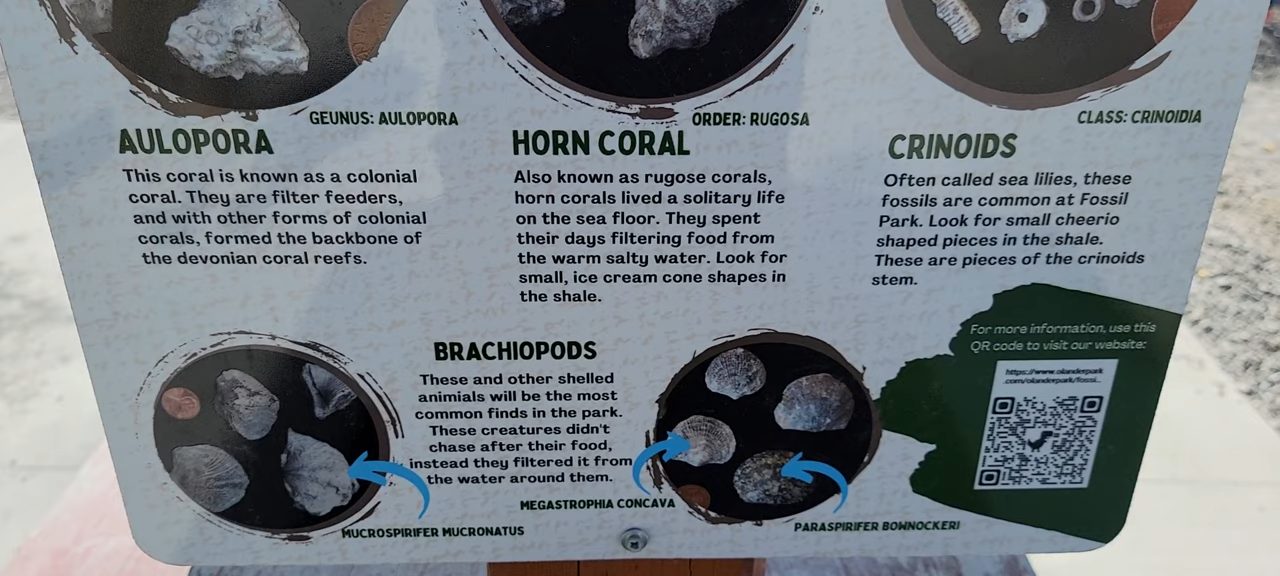 GEUNUS: AULOPORA
AULOPORA
This coral is known as a colonial
coral. They are filter feeders,
and with other forms of colonial
corals, formed the backbone of
the devonian coral reefs.
ORDER: RUGOSA
HORN CORAL
Also known as rugose corals,
horn corals lived a solitary life
on the sea floor. They spent
their days filtering food from
the warm salty water. Look for
small, ice cream cone shapes in
the shale.
CLASS: CRINOIDIA
CRINOIDS
Often called sea lilies, these
fossils are common at Fossil
Park. Look for small cheerio
shaped pieces in the shale.
These are pieces of the crinoids
stem.
BRACHIOPODS
These and other shelled
animials will be the most
common finds in the park.
These creatures didn't
chase after their food,
instead they filtered it from
the water around them.
MUCROSPIRIFER MUCRONATUS
MEGASTROPHIA CONCAVA
PARASPIRIFER BOWNOCKERI
For more information, use this
QR code to visit our website:
https://www.olanderpark
.com/olanderpark/fossi...